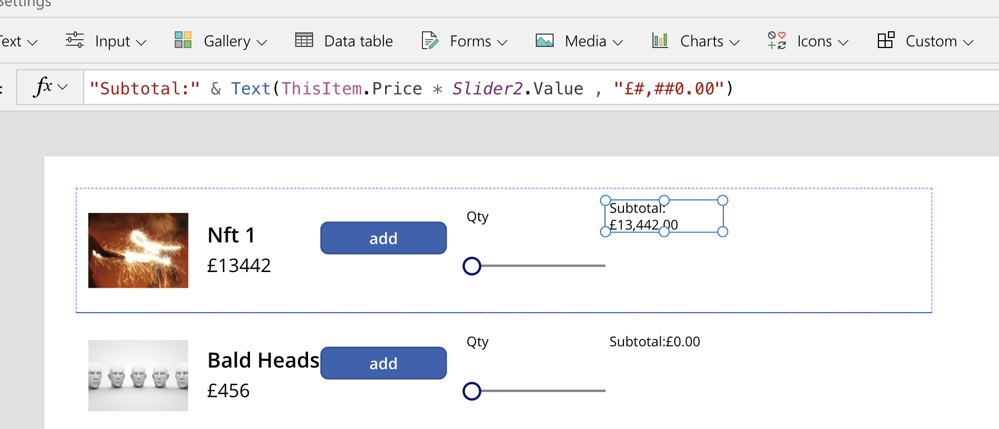 Settings
Text Input Gallery Data table Forms Media Charts Icons Custom
fx "Subtotal:" & Text(ThisItem.Price * Slider2.Value , "£#,##0.00")
Nft 1
£13442
add
Qty
Subtotal:
£13,442.00
Bald Heads
£456
add
Qty
Subtotal:£0.00